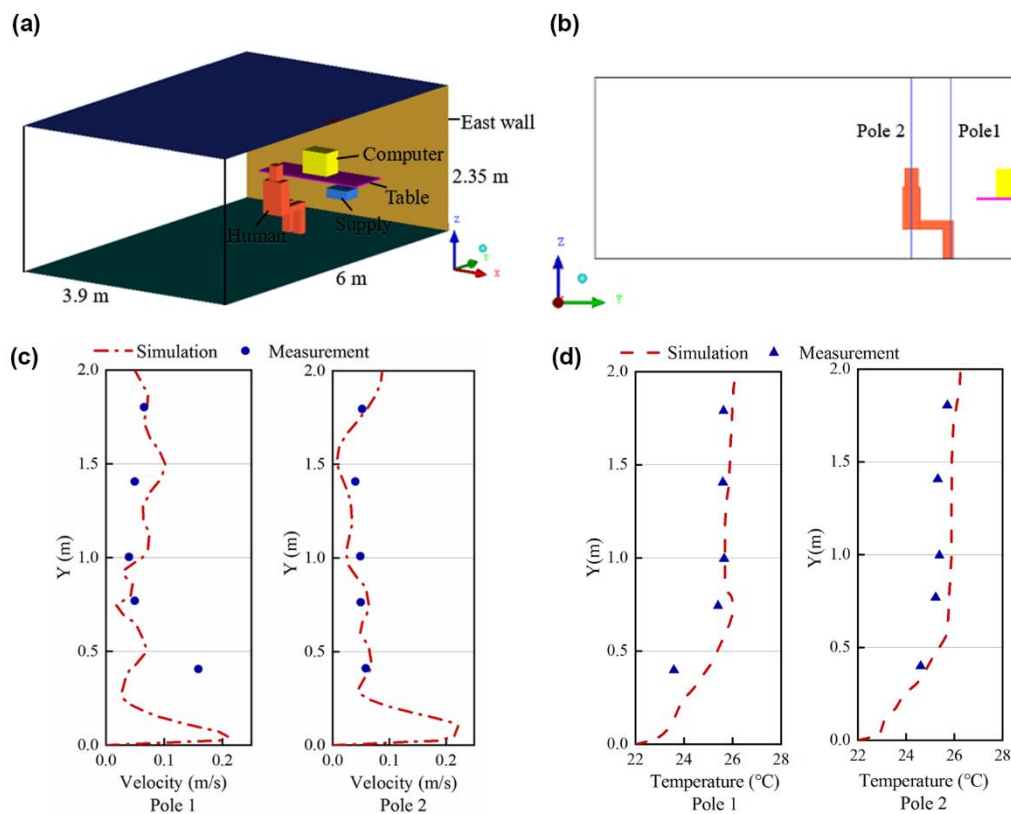 (a)
East wall
Computer
2.35 m
Table
Supply
Human
6 m
3.9 m
z
Y
X
(b)
Pole 2
Pole1
Z
Y
(c)
Simulation
Measurement
2.0
1.5
1.0
0.5
0.0
Y (m)
0.0
0.1
0.2
Velocity (m/s)
Pole 1
2.0
1.5
1.0
0.5
0.0
Y (m)
0.0
0.1
0.2
Velocity (m/s)
Pole 2
(d)
Simulation
Measurement
2.0
1.5
1.0
0.5
0.0
Y(m)
22
24
26
28
Temperature (℃)
Pole 1
2.0
1.5
1.0
0.5
0.0
Y(m)
22
24
26
28
Temperature (℃)
Pole 2